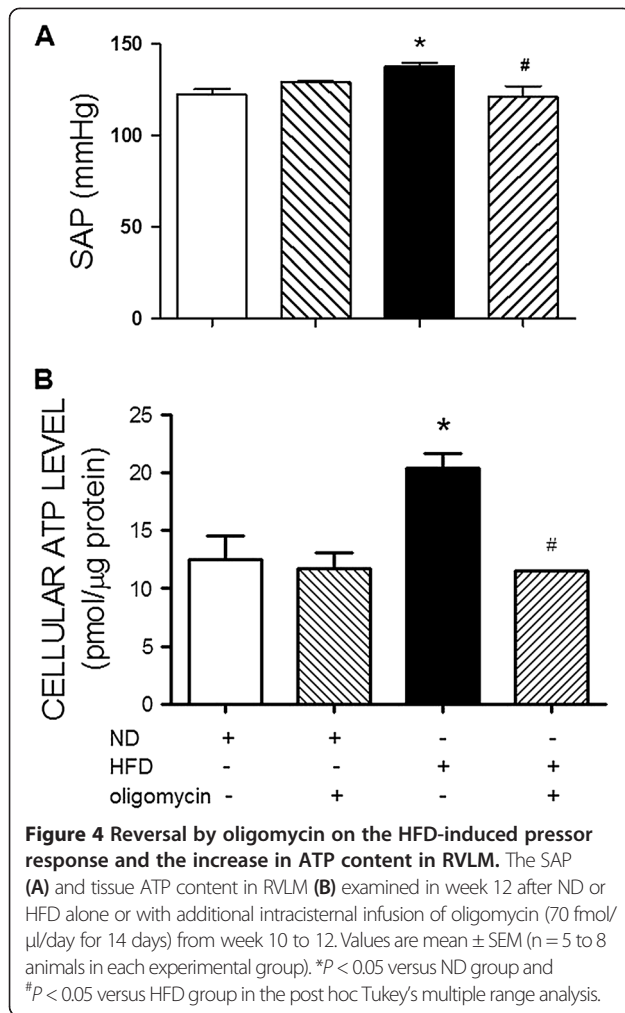 A
150
*
#
100
50
0
SAP (mmHg)
B
25
20
15
10
5
0
*
#
CELLULAR ATP LEVEL
(pmol/µg protein)
ND + + - -
HFD - - + +
oligomycin - + - +
Figure 4 Reversal by oligomycin on the HFD-induced pressor
response and the increase in ATP content in RVLM. The SAP
(A) and tissue ATP content in RVLM (B) examined in week 12 after ND or
HFD alone or with additional intracisternal infusion of oligomycin (70 fmol/
µl/day for 14 days) from week 10 to 12. Values are mean ± SEM (n = 5 to 8
animals in each experimental group). *P < 0.05 versus ND group and
#P < 0.05 versus HFD group in the post hoc Tukey's multiple range analysis.